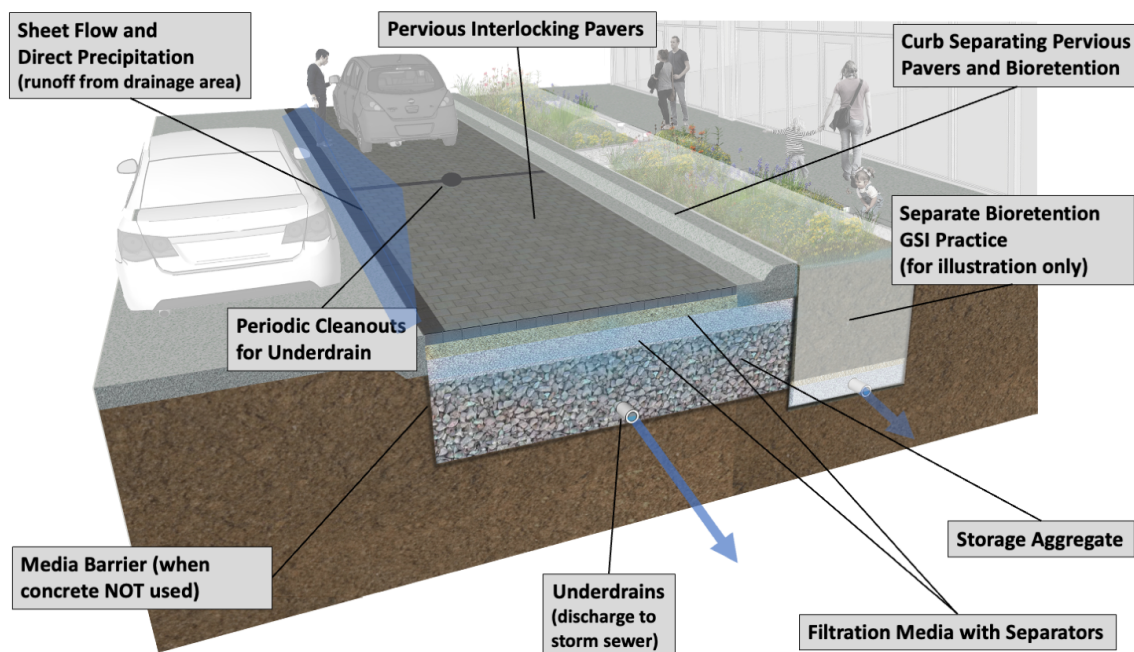 Sheet Flow and
Direct Precipitation
(runoff from drainage area)
Pervious Interlocking Pavers
Curb Separating Pervious
Pavers and Bioretention
Separate Bioretention
GSI Practice
(for illustration only)
Periodic Cleanouts
for Underdrain
Storage Aggregate
Media Barrier (when
concrete NOT used)
Underdrains
(discharge to
storm sewer)
Filtration Media with Separators